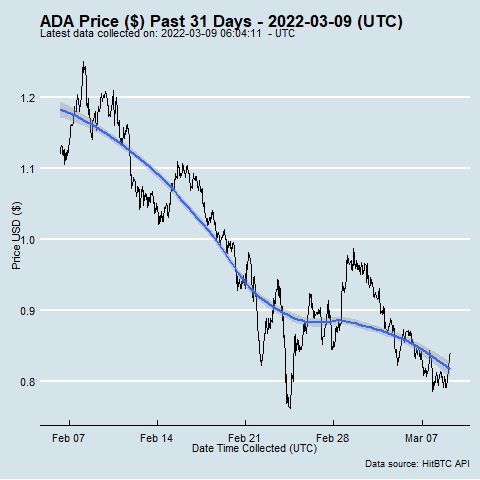 ADA Price ($) Past 31 Days - 2022-03-09 (UTC)
Latest data collected on: 2022-03-09 06:04:11  - UTC
Price USD ($)
1.2
1.1
1.0
0.9
0.8
Feb 07 Feb 14 Feb 21 Feb 28 Mar 07
Date Time Collected (UTC)
Data source: HitBTC API